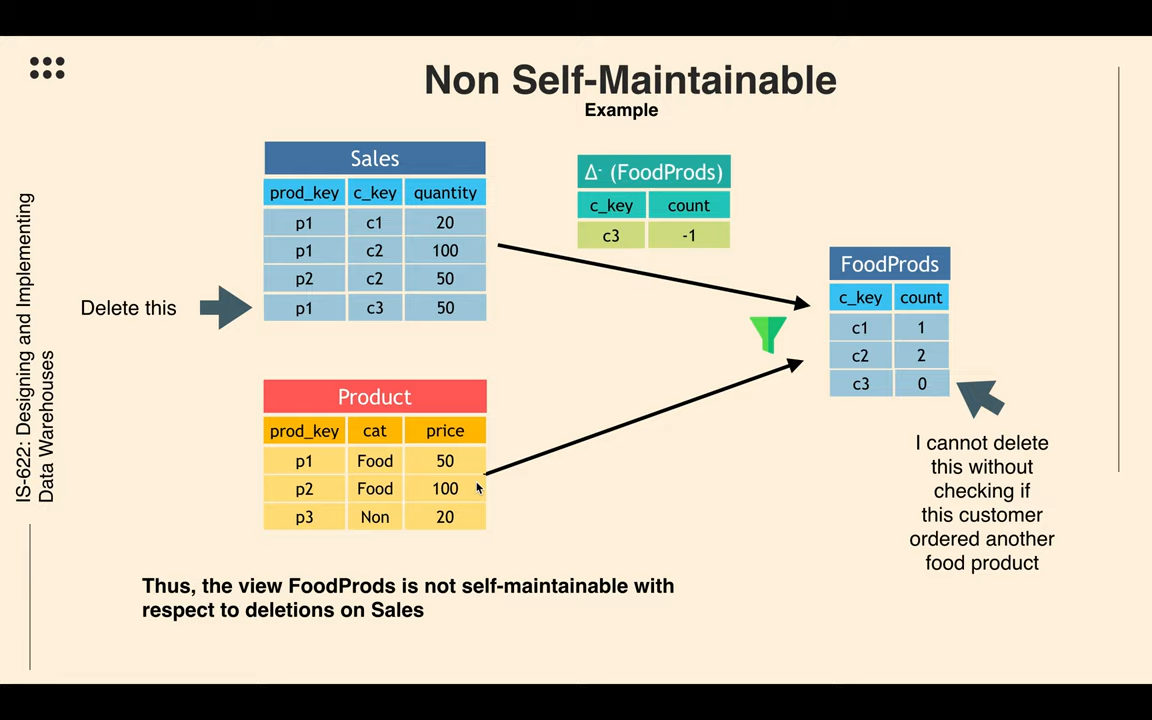 Non Self-Maintainable
Example
IS-622: Designing and Implementing
Data Warehouses
Sales
prod_key c_key quantity
p1 c1 20
p1 c2 100
p2 c2 50
p1 c3 50
Delete this
Δ- (FoodProds)
c_key count
c3 -1
FoodProds
c_key count
c1 1
c2 2
c3 0
Product
prod_key cat price
p1 Food 50
p2 Food 100
p3 Non 20
I cannot delete
this without
checking if
this customer
ordered another
food product
Thus, the view FoodProds is not self-maintainable with
respect to deletions on Sales